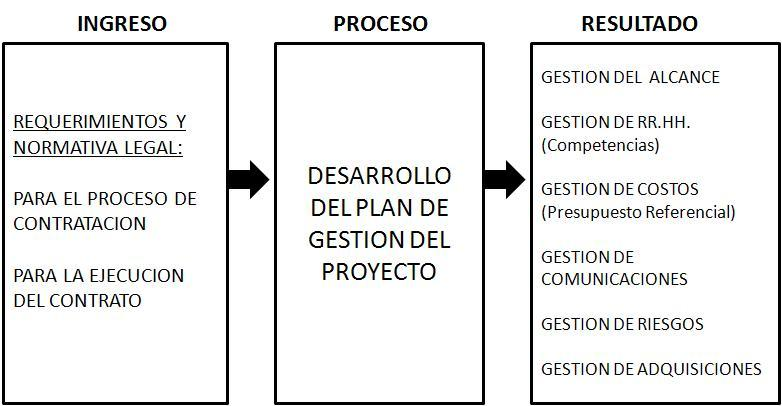 INGRESO
REQUERIMIENTOS Y
NORMATIVA LEGAL:
PARA EL PROCESO DE
CONTRATACION
PARA LA EJECUCION
DEL CONTRATO
PROCESO
DESARROLLO
DEL PLAN DE
GESTION DEL
PROYECTO
RESULTADO
GESTION DEL ALCANCE
GESTION DE RR.HH.
(Competencias)
GESTION DE COSTOS
(Presupuesto Referencial)
GESTION DE
COMUNICACIONES
GESTION DE RIESGOS
GESTION DE ADQUISICIONES